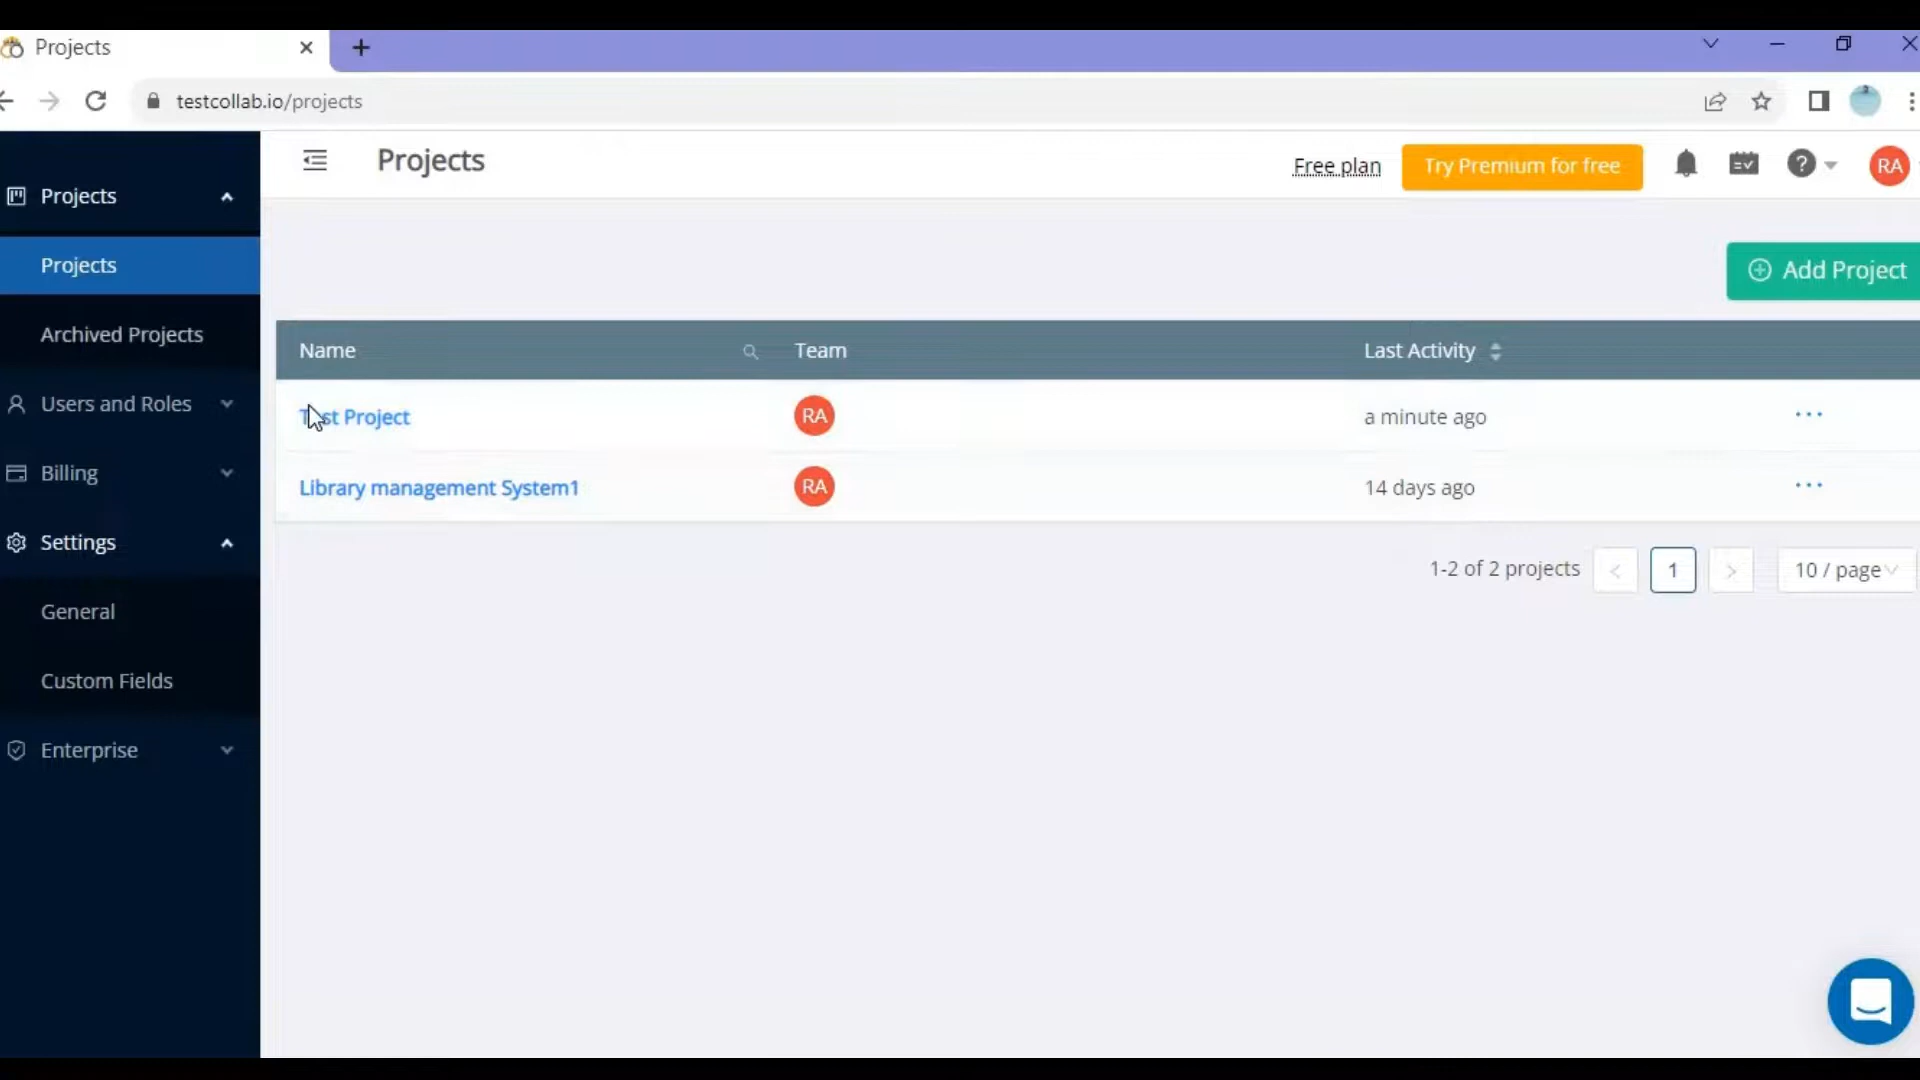 Projects
testcollab.io/projects
Projects
Projects
Archived Projects
Users and Roles
Billing
Settings
General
Custom Fields
Enterprise
Projects
Free plan
Try Premium for free
RA
Add Project
Name
Team
Last Activity
Test Project
RA
a minute ago
Library management System1
RA
14 days ago
1-2 of 2 projects
1
10 / page